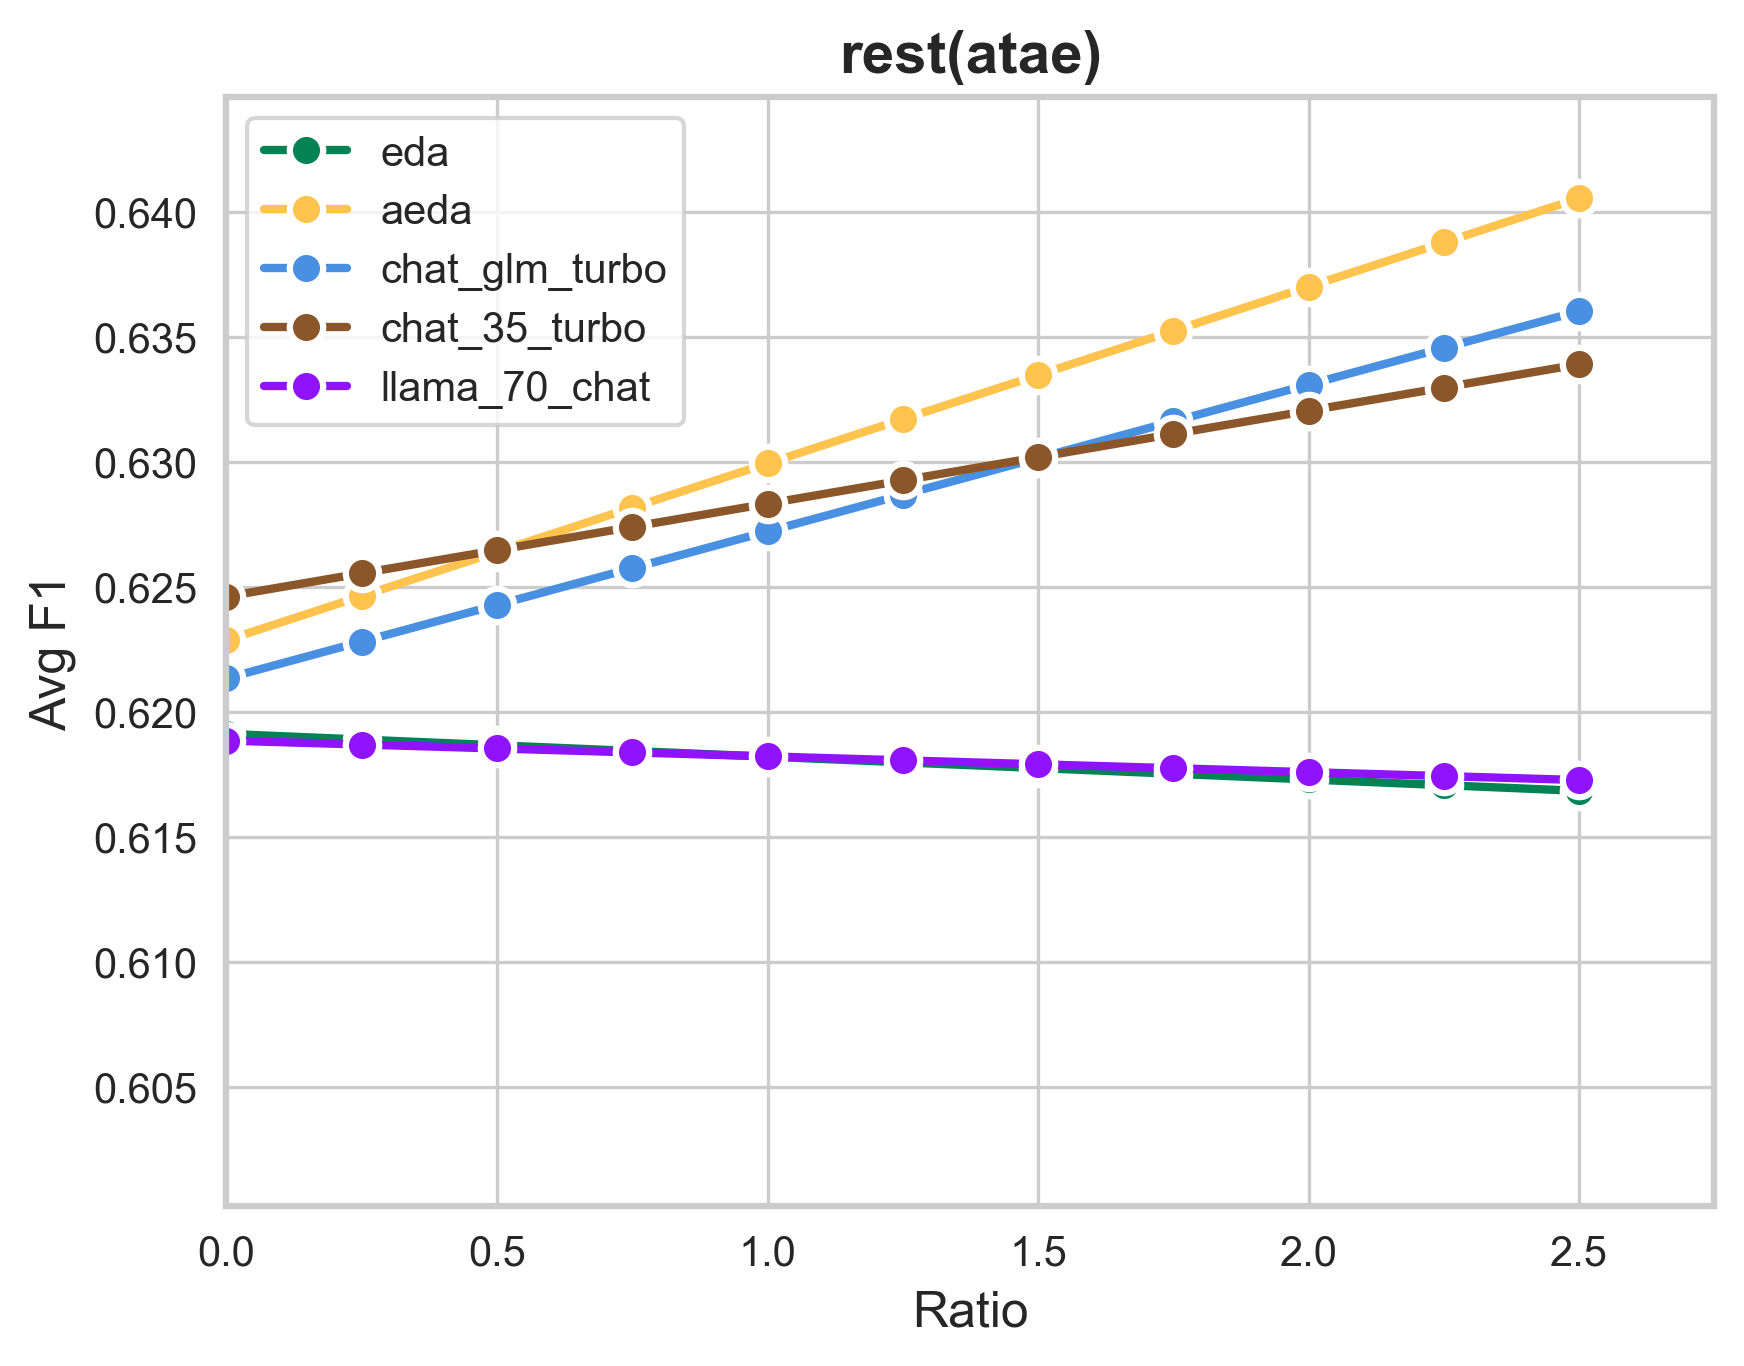 rest(atae)
eda
aeda
chat_glm_turbo
chat_35_turbo
llama_70_chat
0.640
0.635
0.630
0.625
0.620
0.615
0.610
0.605
Avg F1
0.0 0.5 1.0 1.5 2.0 2.5
Ratio